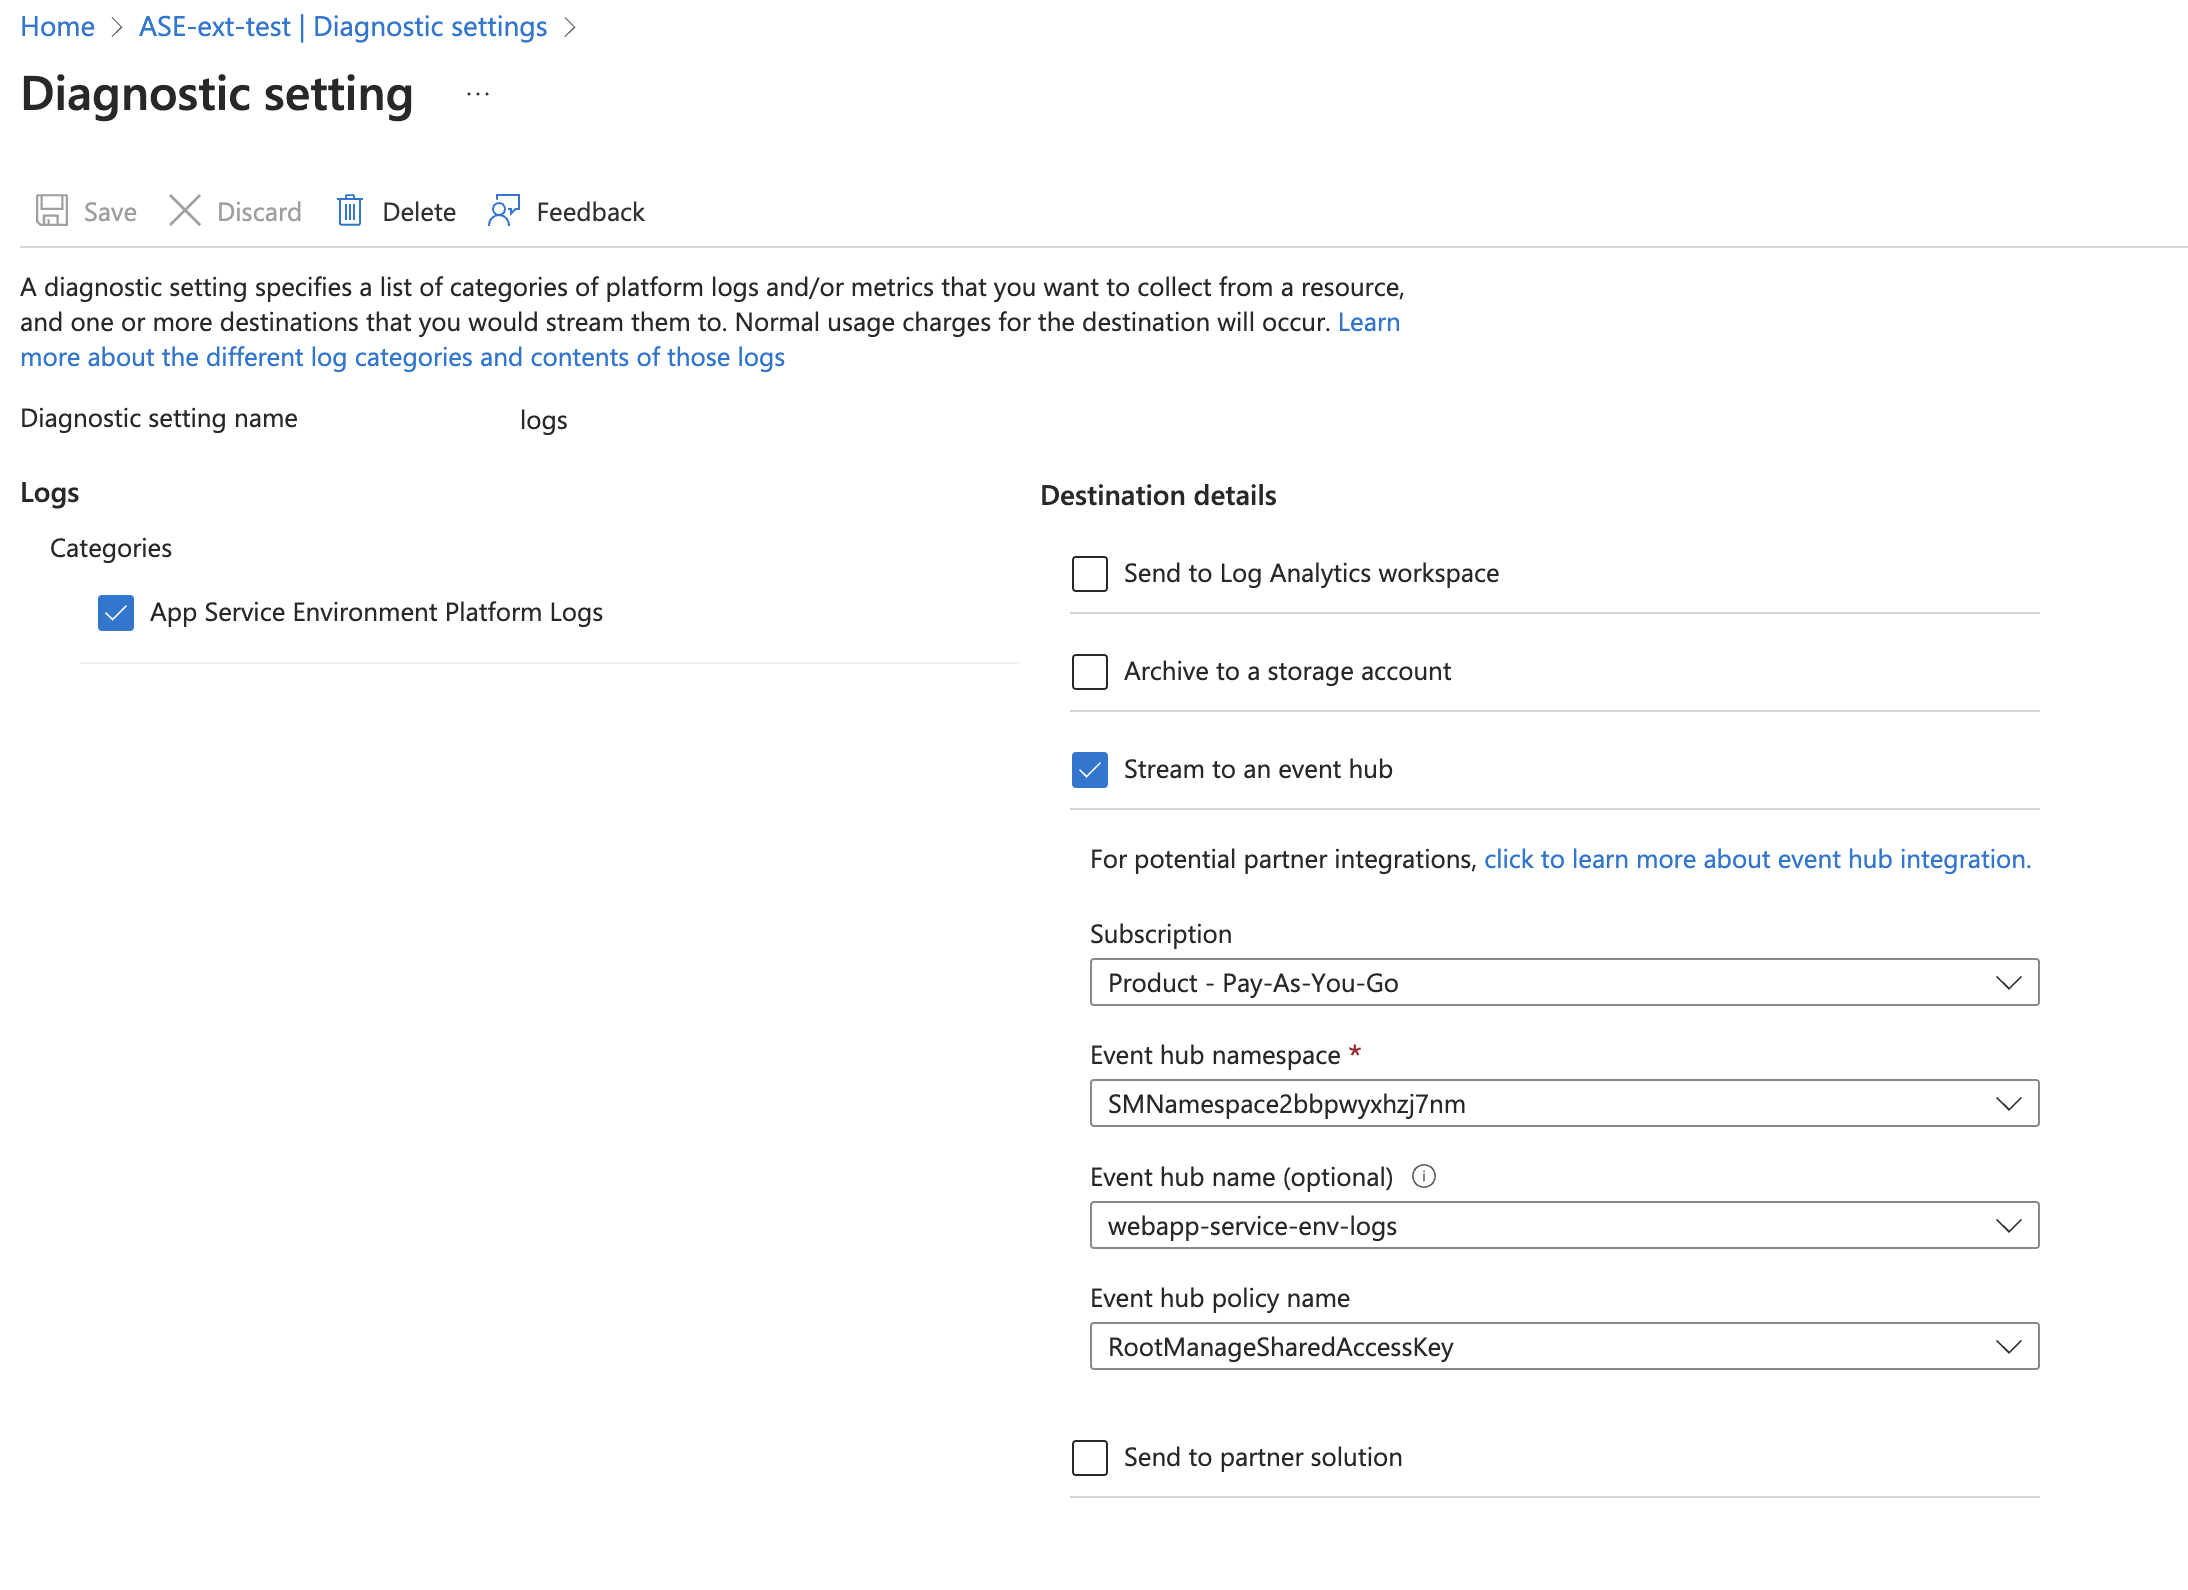 Home > ASE-ext-test | Diagnostic settings >
Diagnostic setting ...
Save Discard Delete Feedback
A diagnostic setting specifies a list of categories of platform logs and/or metrics that you want to collect from a resource,
and one or more destinations that you would stream them to. Normal usage charges for the destination will occur. Learn
more about the different log categories and contents of those logs
Diagnostic setting name logs
Logs
Categories
App Service Environment Platform Logs
Destination details
Send to Log Analytics workspace
Archive to a storage account
Stream to an event hub
For potential partner integrations, click to learn more about event hub integration.
Subscription
Product - Pay-As-You-Go
Event hub namespace *
SMNamespace2bbpwyxhzj7nm
Event hub name (optional)
webapp-service-env-logs
Event hub policy name
RootManageSharedAccessKey
Send to partner solution